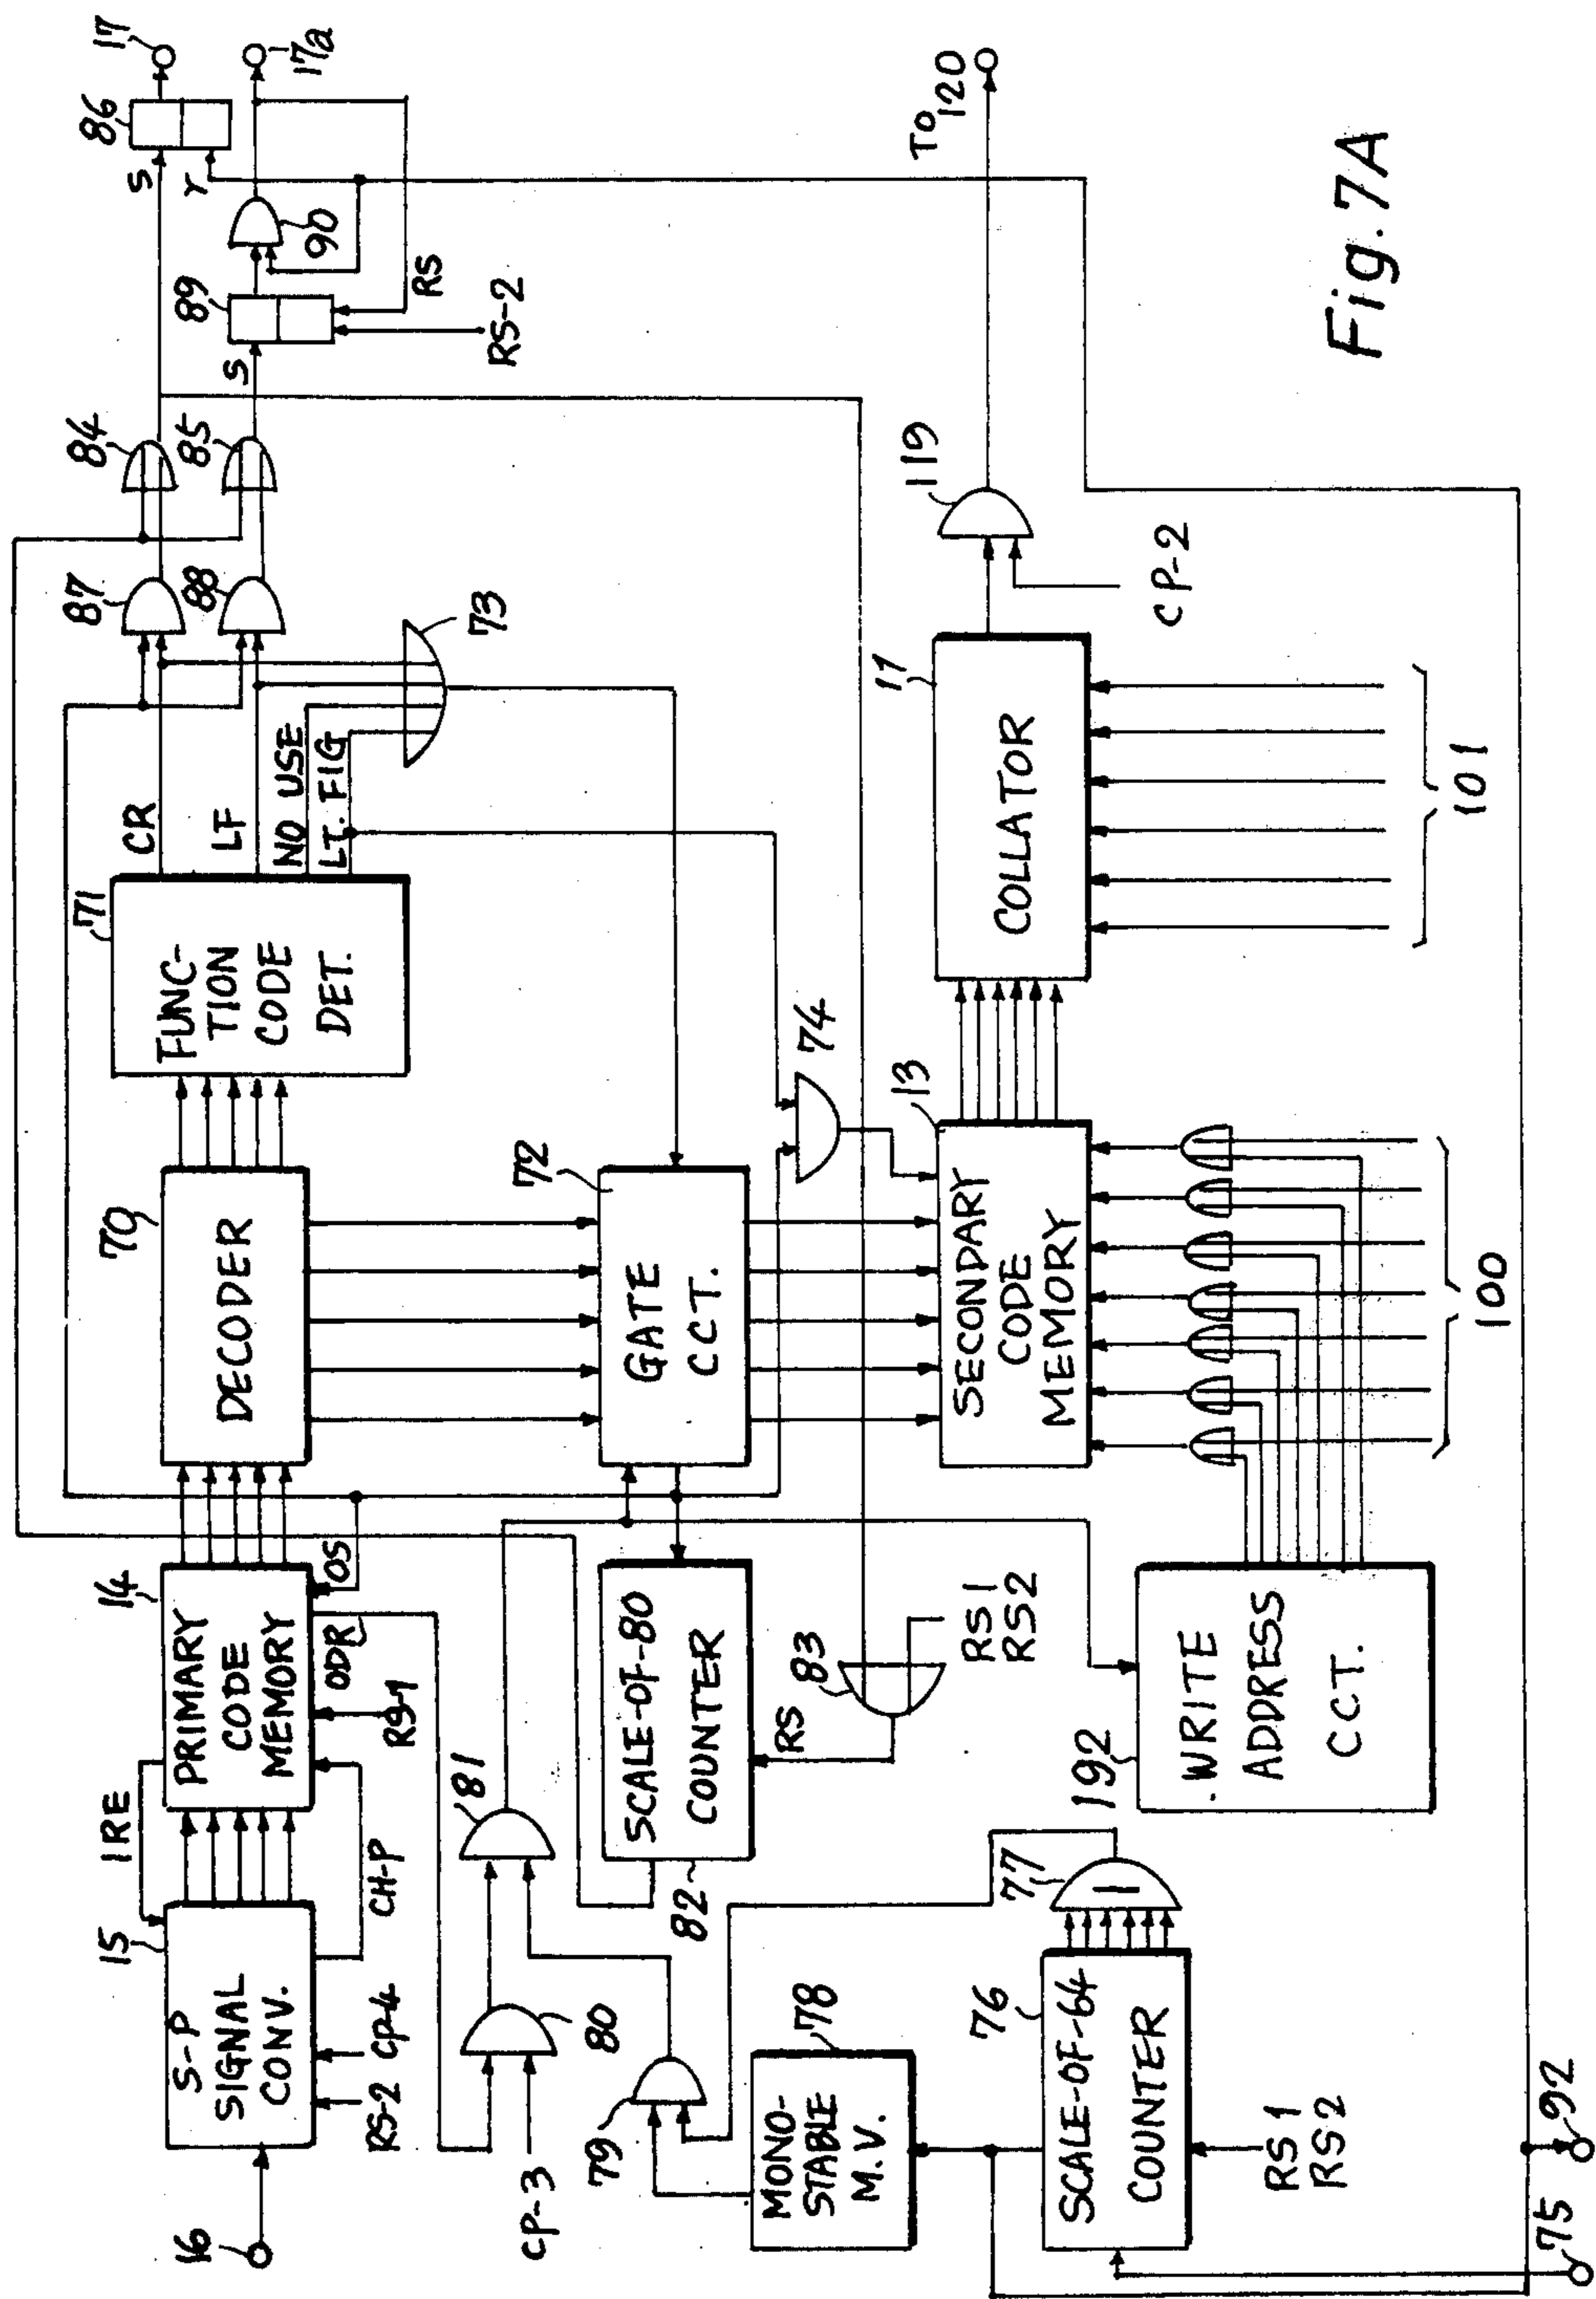 16
S-P
SIGNAL
CONV.
15
RS-2
CP-4
CH-P
IRE
PRIMARY
CODE
MEMORY
14
ODR
OS
RS-1
DECODER
70
FUNC-
TION
CODE
DET.
71
CR
LF
NO USE
LT. FIG
87
88
73
84
85
S
89
RS-2
RS
90
S
r
86
17
17a
CP-3
80
81
79
MONO-
STABLE
M.V.
78
SCALE-OF-80
COUNTER
82
RS
83
RS1
RS2
GATE
CCT.
72
74
SCALE-OF-64
COUNTER
76
77
RS1
RS2
WRITE
ADDRESS
CCT.
192
SECONDARY
CODE
MEMORY
13
100
COLLATOR
11
101
119
CP-2
TO 120
75
92
Fig. 7A